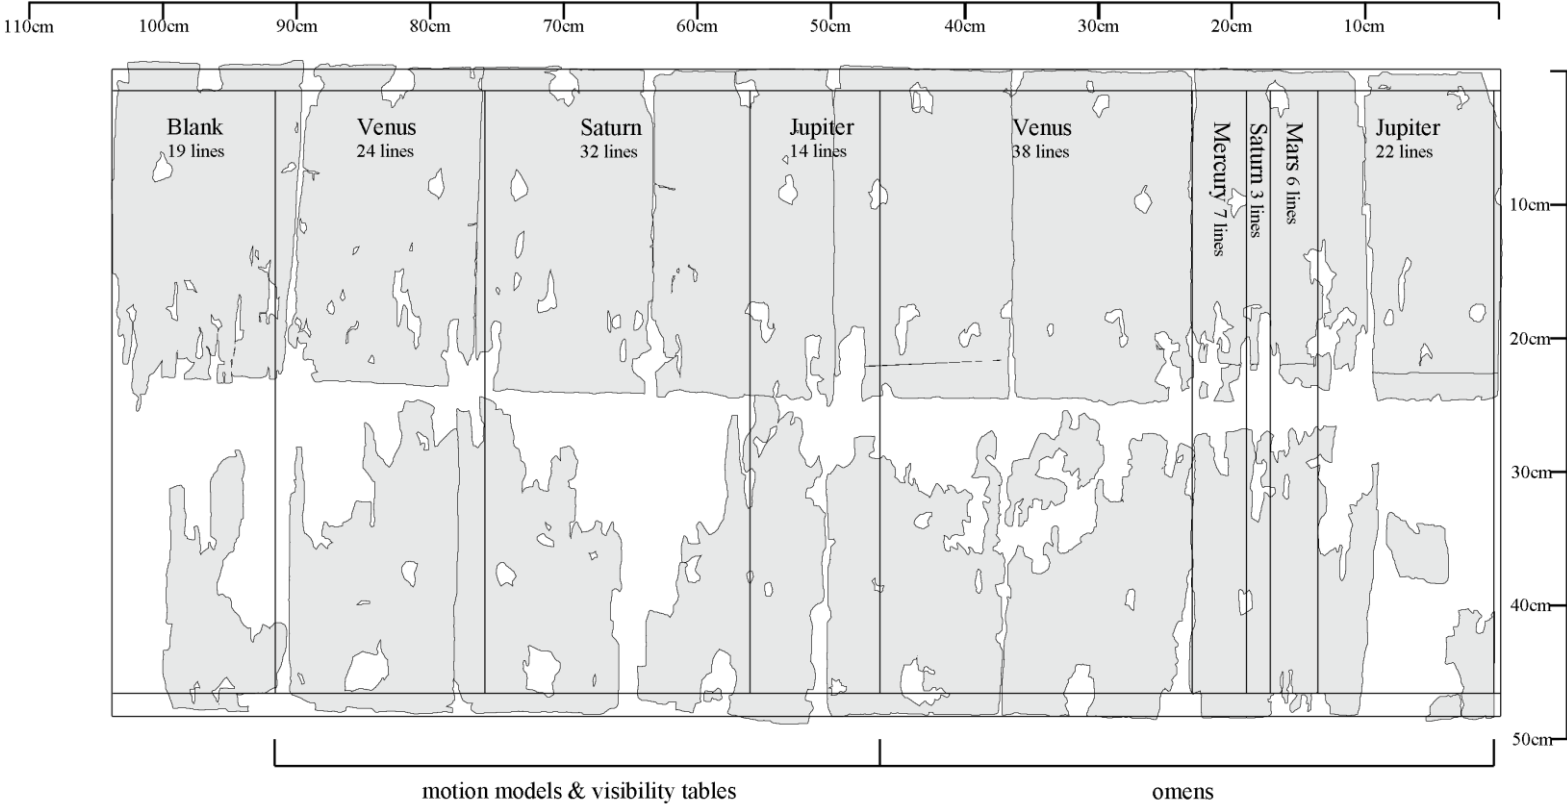 110cm 100cm 90cm 80cm 70cm 60cm 50cm 40cm 30cm 20cm 10cm
Blank
19 lines
Venus
24 lines
Saturn
32 lines
Jupiter
14 lines
Venus
38 lines
Mercury 7 lines
Saturn 3 lines
Mars 6 lines
Jupiter
22 lines
10cm
20cm
30cm
40cm
50cm
motion models & visibility tables
omens